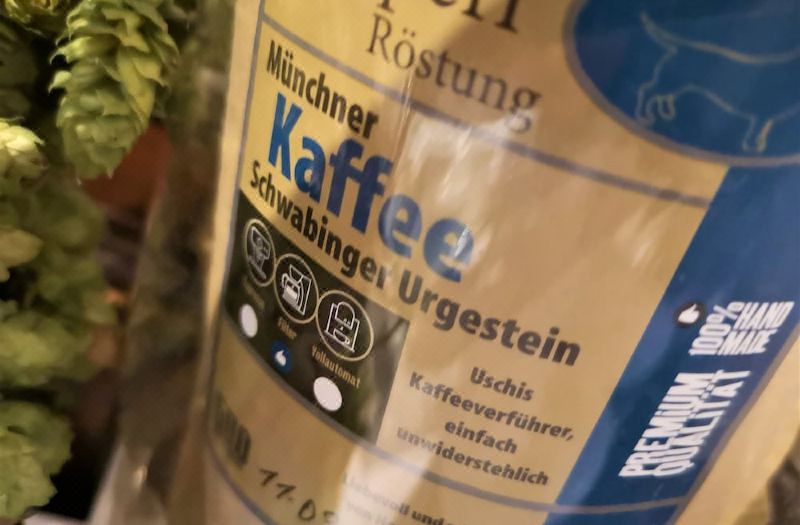 Röstung
Münchner
Kaffee
Schwabinger Urgestein
Filter
Vollautomat
Uschis
Kaffeeverführer,
einfach
unwiderstehlich
100% HAND
MADE
PREMIUM
QUALITÄT